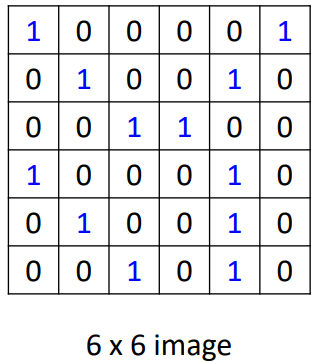 1 0 0 0 0 1
0 1 0 0 1 0
0 0 1 1 0 0
1 0 0 0 1 0
0 1 0 0 1 0
0 0 1 0 1 0
6 x 6 image